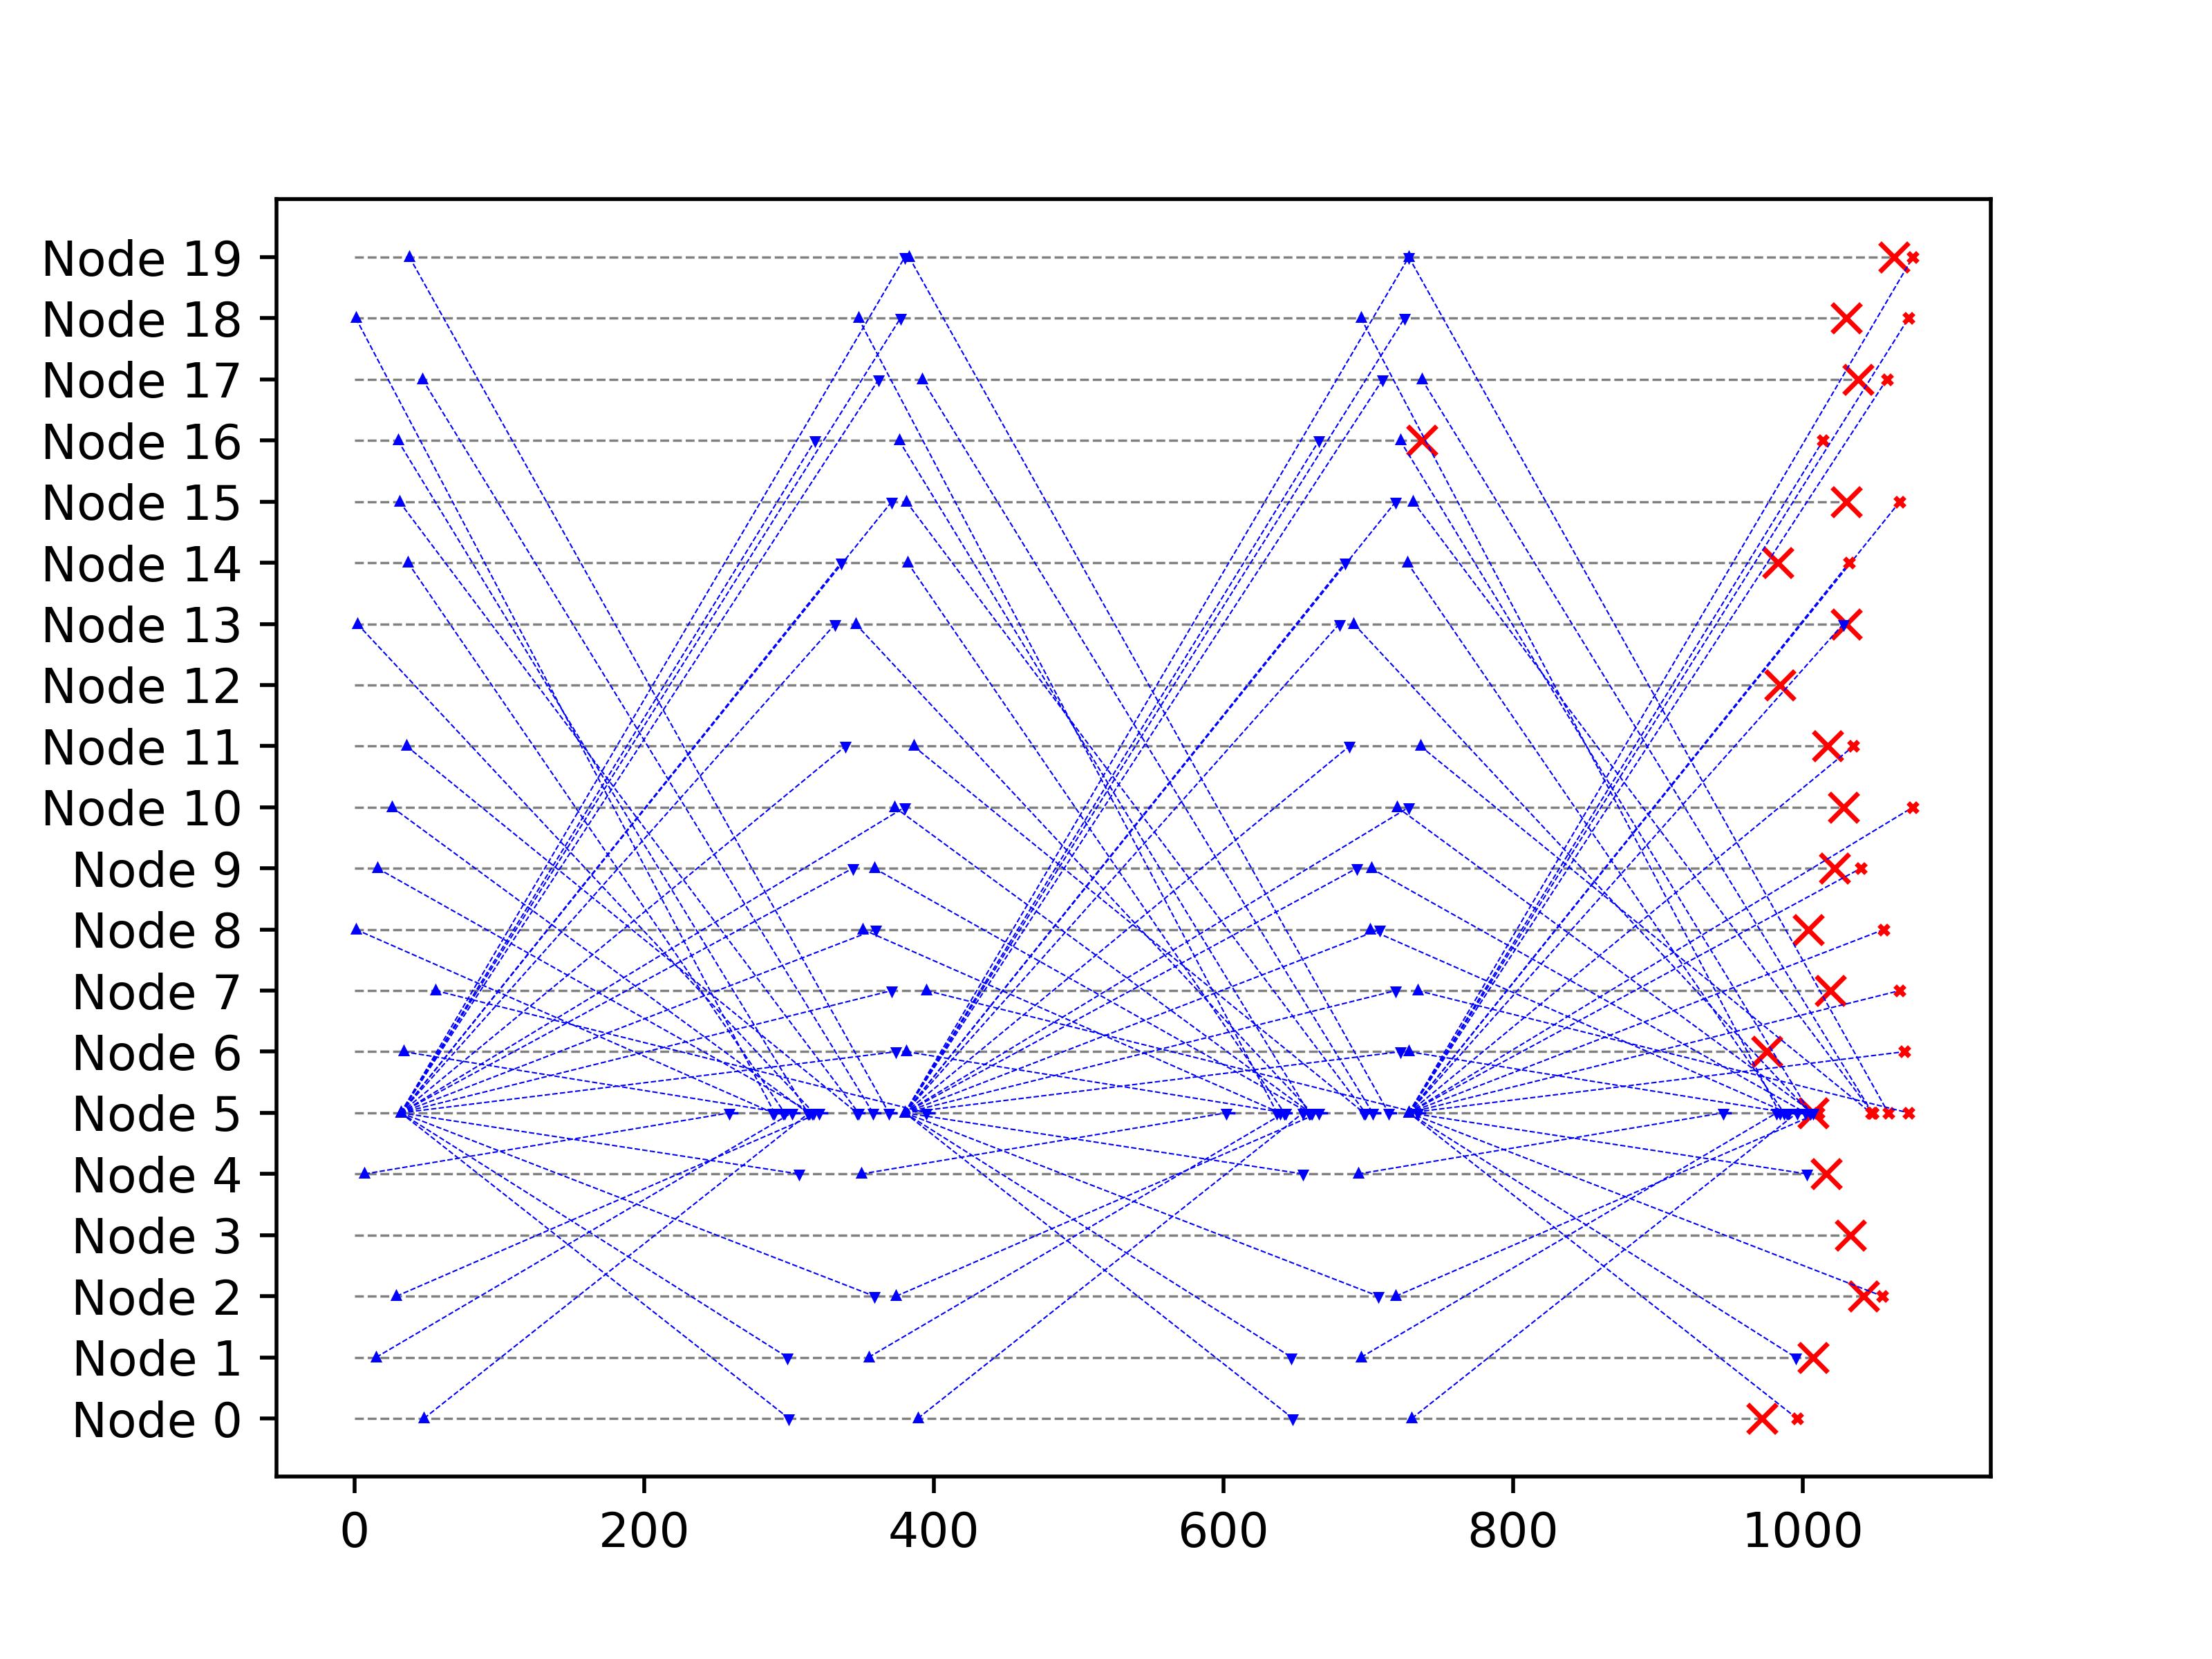 Node 19
Node 18
Node 17
Node 16
Node 15
Node 14
Node 13
Node 12
Node 11
Node 10
Node 9
Node 8
Node 7
Node 6
Node 5
Node 4
Node 3
Node 2
Node 1
Node 0
0 200 400 600 800 1000